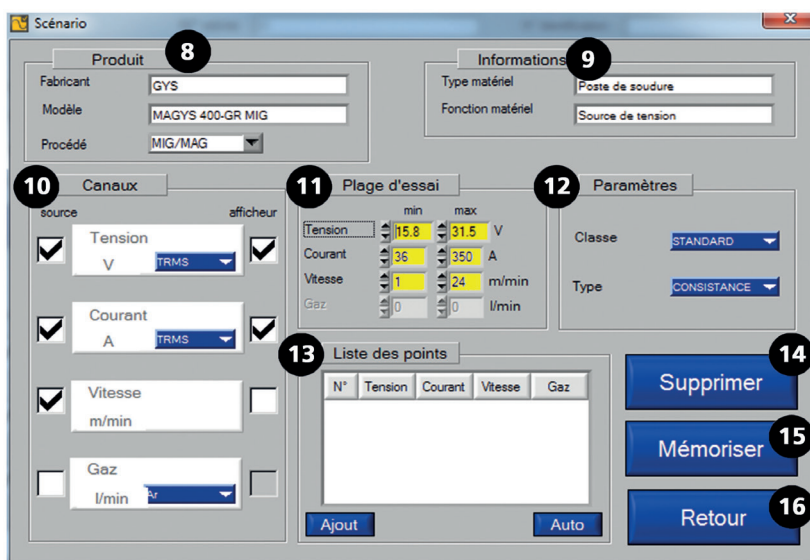 Scénario
Produit 8
Fabricant GYS
Modèle MAGYS 400-GR MIG
Procédé MIG/MAG
Informations 9
Type matériel Poste de soudure
Fonction matériel Source de tension
10 Canaux
source afficheur
Tension
V TRMS
Courant
A TRMS
Vitesse
m/min
Gaz
l/min Ar
11 Plage d'essai
min max
Tension 15.8 31.5 V
Courant 36 350 A
Vitesse 1 24 m/min
Gaz 0 0 l/min
12 Paramètres
Classe STANDARD
Type CONSISTANCE
13 Liste des points
N° Tension Courant Vitesse Gaz
Ajout Auto
Supprimer 14
Mémoriser 15
Retour 16